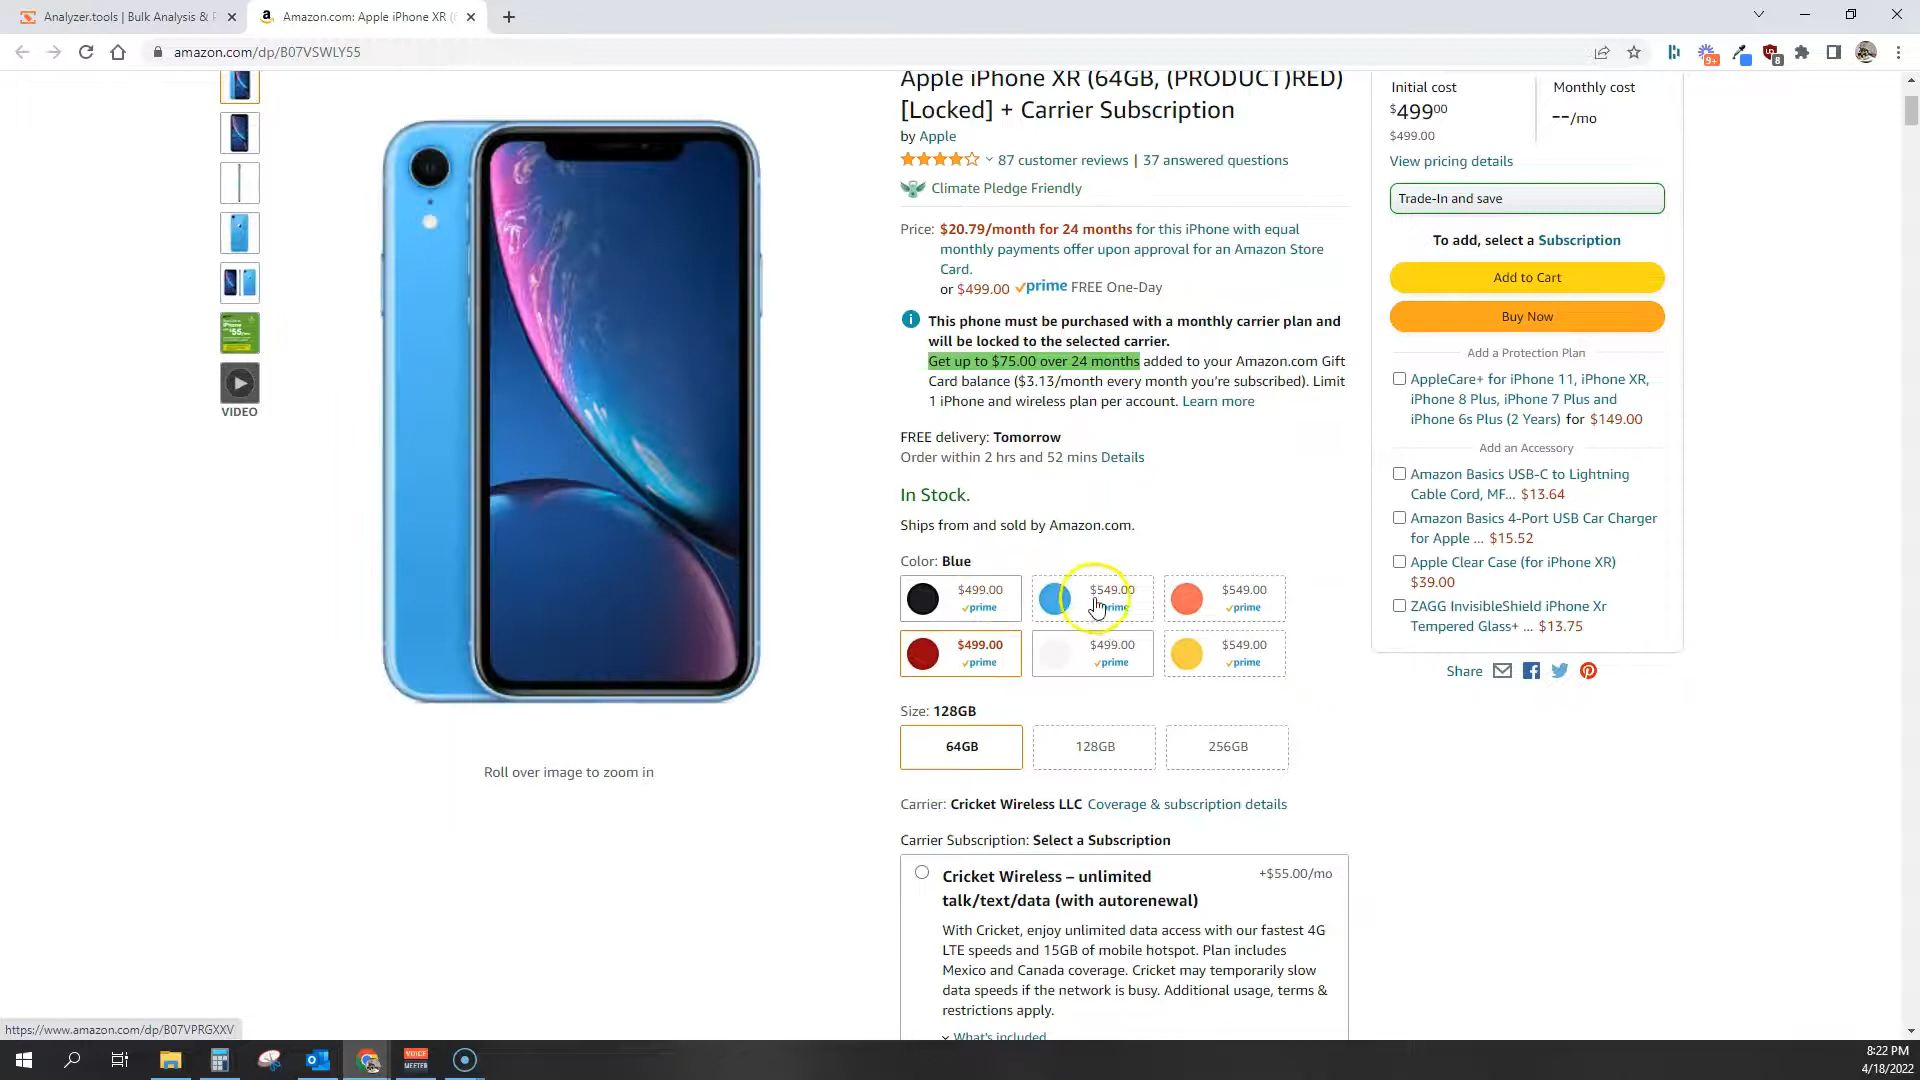 Analyzer.tools | Bulk Analysis &
Amazon.com: Apple iPhone XR (6
amazon.com/dp/B07VSWLY55
9+
8
Apple iPhone XR (64GB, (PRODUCT)RED)
[Locked] + Carrier Subscription
by Apple
87 customer reviews | 37 answered questions
Climate Pledge Friendly
Price: $20.79/month for 24 months for this iPhone with equal
monthly payments offer upon approval for an Amazon Store
Card.
or $499.00 prime FREE One-Day
This phone must be purchased with a monthly carrier plan and
will be locked to the selected carrier.
Get up to $75.00 over 24 months added to your Amazon.com Gift
Card balance ($3.13/month every month you're subscribed). Limit
1 iPhone and wireless plan per account. Learn more
FREE delivery: Tomorrow
Order within 2 hrs and 52 mins Details
In Stock.
Ships from and sold by Amazon.com.
Color: Blue
$499.00 $549.00 $549.00
prime prime prime
$499.00 $499.00 $549.00
prime prime prime
Size: 128GB
64GB 128GB 256GB
Carrier: Cricket Wireless LLC Coverage & subscription details
Carrier Subscription: Select a Subscription
Cricket Wireless – unlimited +$55.00/mo
talk/text/data (with autorenewal)
With Cricket, enjoy unlimited data access with our fastest 4G
LTE speeds and 15GB of mobile hotspot. Plan includes
Mexico and Canada coverage. Cricket may temporarily slow
data speeds if the network is busy. Additional usage, terms &
restrictions apply.
What's included
VIDEO
Roll over image to zoom in
Initial cost Monthly cost
$499.00 --/mo
$499.00
View pricing details
Trade-In and save
To add, select a Subscription
Add to Cart
Buy Now
Add a Protection Plan
AppleCare+ for iPhone 11, iPhone XR,
iPhone 8 Plus, iPhone 7 Plus and
iPhone 6s Plus (2 Years) for $149.00
Add an Accessory
Amazon Basics USB-C to Lightning
Cable Cord, MF... $13.64
Amazon Basics 4-Port USB Car Charger
for Apple ... $15.52
Apple Clear Case (for iPhone XR)
$39.00
ZAGG InvisibleShield iPhone Xr
Tempered Glass+ ... $13.75
Share
https://www.amazon.com/dp/B07VPRGXXV
VOICE
MEETER
8:22 PM
4/18/2022